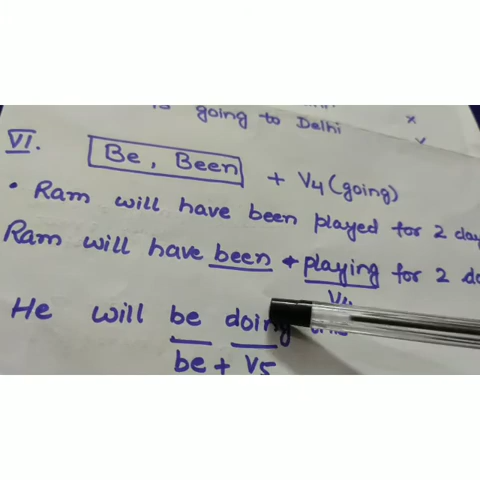 going to Delhi
x
VI. Be, Been + V4 (going)
• Ram will have been played for 2 day
Ram will have been + playing for 2 d
V4
He will be doing
be + V5